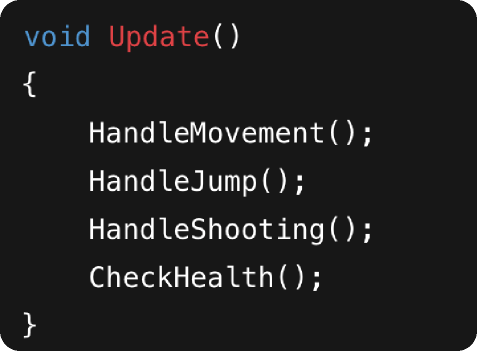 void Update()
{
    HandleMovement();
    HandleJump();
    HandleShooting();
    CheckHealth();
}